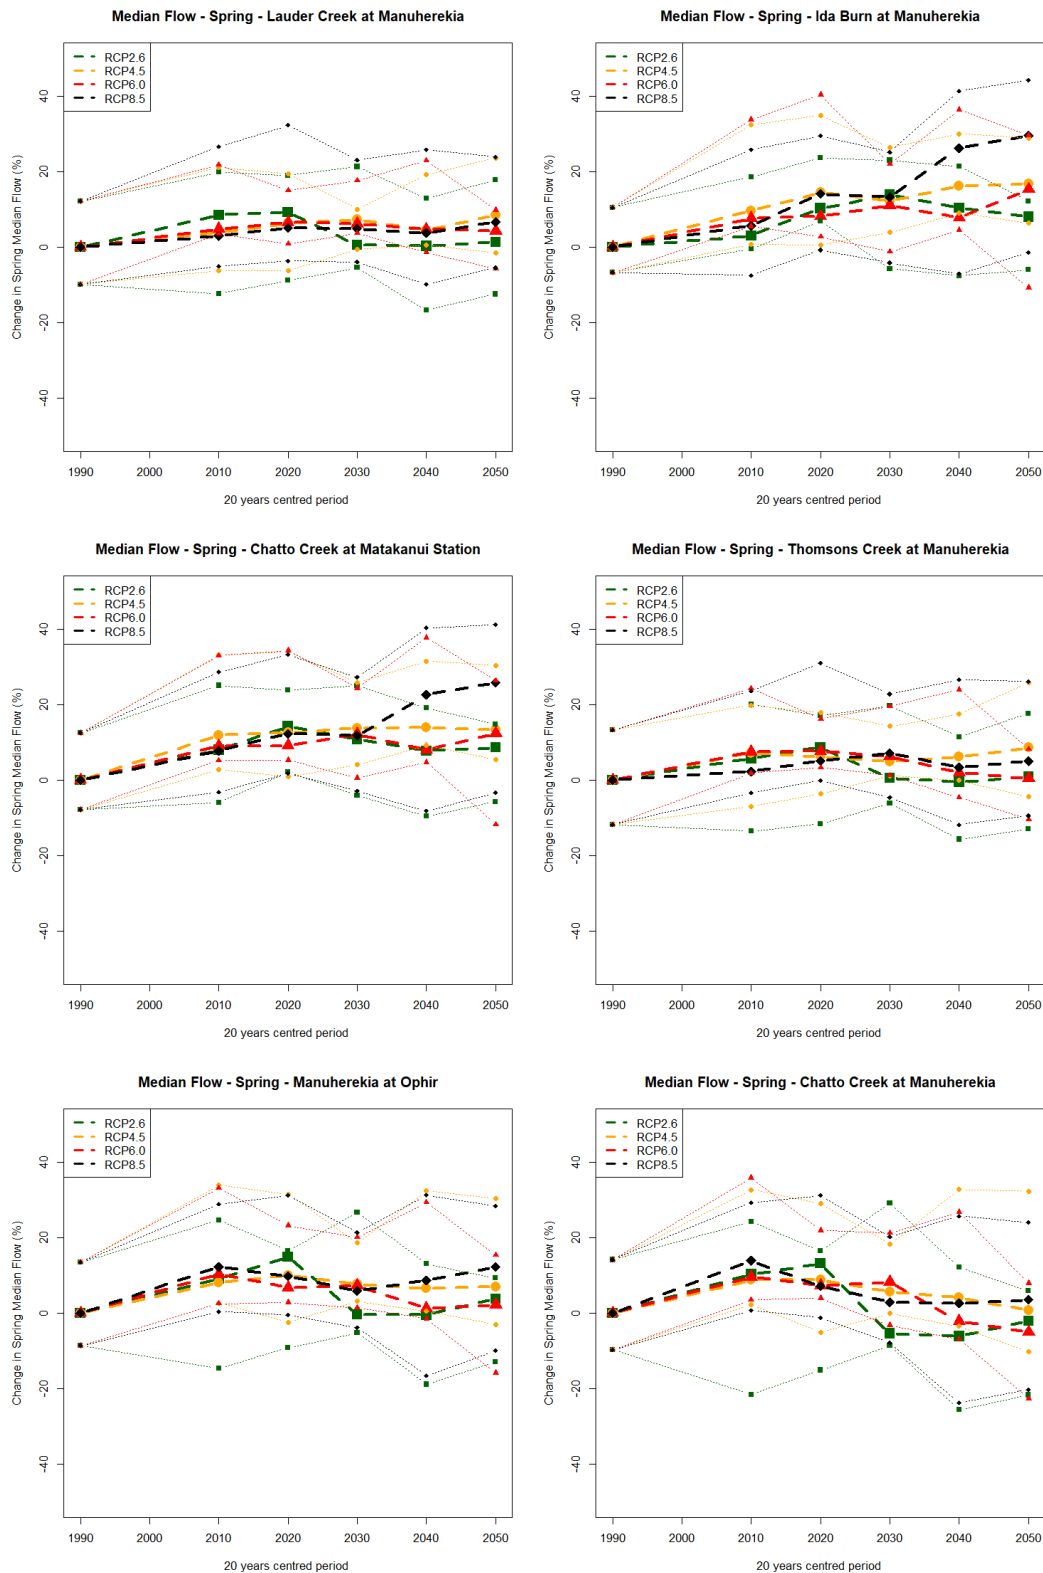 Median Flow - Spring - Lauder Creek at Manuherekia
RCP2.6
RCP4.5
RCP6.0
RCP8.5
Change in Spring Median Flow (%)
40
20
0
-20
-40
1990 2000 2010 2020 2030 2040 2050
20 years centred period
Median Flow - Spring - Ida Burn at Manuherekia
RCP2.6
RCP4.5
RCP6.0
RCP8.5
Change in Spring Median Flow (%)
40
20
0
-20
-40
1990 2000 2010 2020 2030 2040 2050
20 years centred period
Median Flow - Spring - Chatto Creek at Matakanui Station
RCP2.6
RCP4.5
RCP6.0
RCP8.5
Change in Spring Median Flow (%)
40
20
0
-20
-40
1990 2000 2010 2020 2030 2040 2050
20 years centred period
Median Flow - Spring - Thomsons Creek at Manuherekia
RCP2.6
RCP4.5
RCP6.0
RCP8.5
Change in Spring Median Flow (%)
40
20
0
-20
-40
1990 2000 2010 2020 2030 2040 2050
20 years centred period
Median Flow - Spring - Manuherekia at Ophir
RCP2.6
RCP4.5
RCP6.0
RCP8.5
Change in Spring Median Flow (%)
40
20
0
-20
-40
1990 2000 2010 2020 2030 2040 2050
20 years centred period
Median Flow - Spring - Chatto Creek at Manuherekia
RCP2.6
RCP4.5
RCP6.0
RCP8.5
Change in Spring Median Flow (%)
40
20
0
-20
-40
1990 2000 2010 2020 2030 2040 2050
20 years centred period